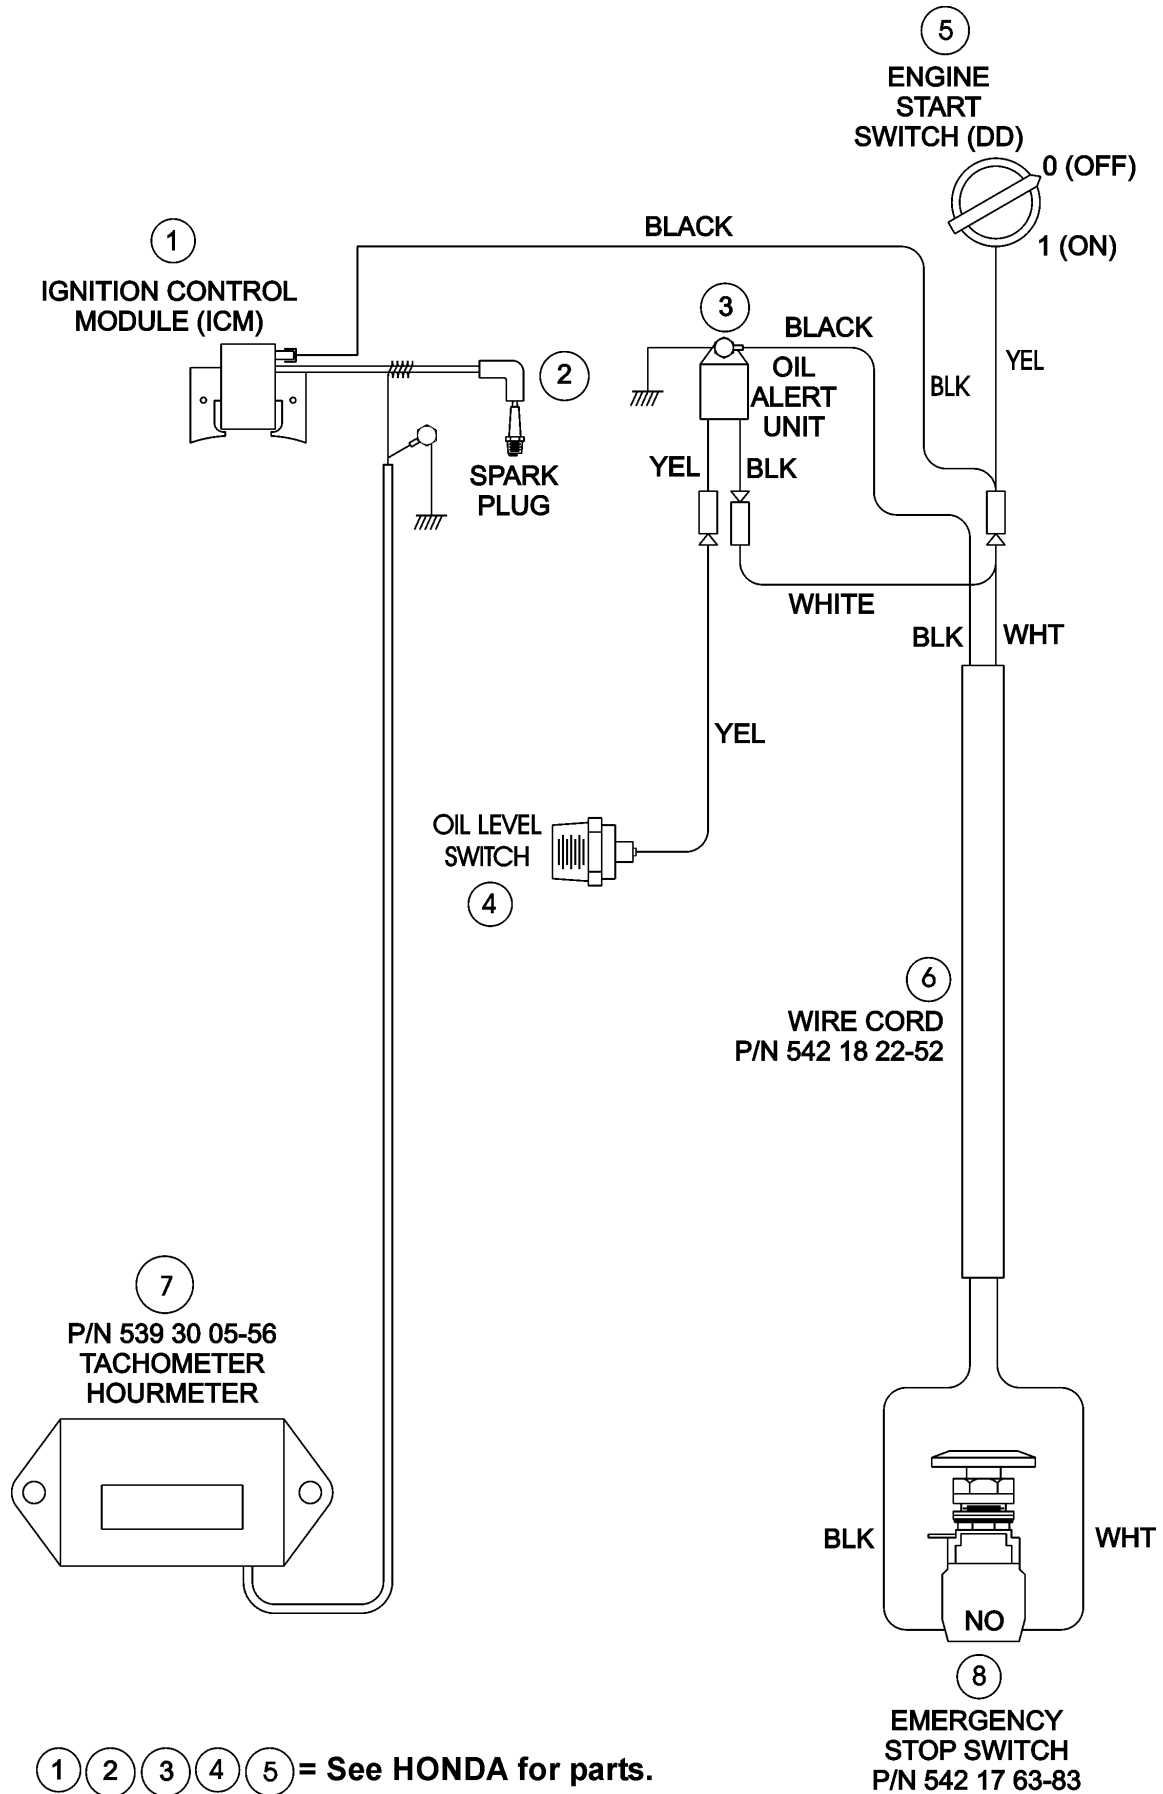 5
ENGINE
START
SWITCH (DD)
0 (OFF)
1 (ON)
BLACK
1
IGNITION CONTROL
MODULE (ICM)
3
BLACK
OIL
ALERT
UNIT
2
YEL
BLK
YEL
BLK
SPARK
PLUG
WHITE
BLK
WHT
YEL
OIL LEVEL
SWITCH
4
6
WIRE CORD
P/N 542 18 22-52
7
P/N 539 30 05-56
TACHOMETER
HOURMETER
BLK
WHT
NO
8
EMERGENCY
STOP SWITCH
P/N 542 17 63-83
1 2 3 4 5 = See HONDA for parts.